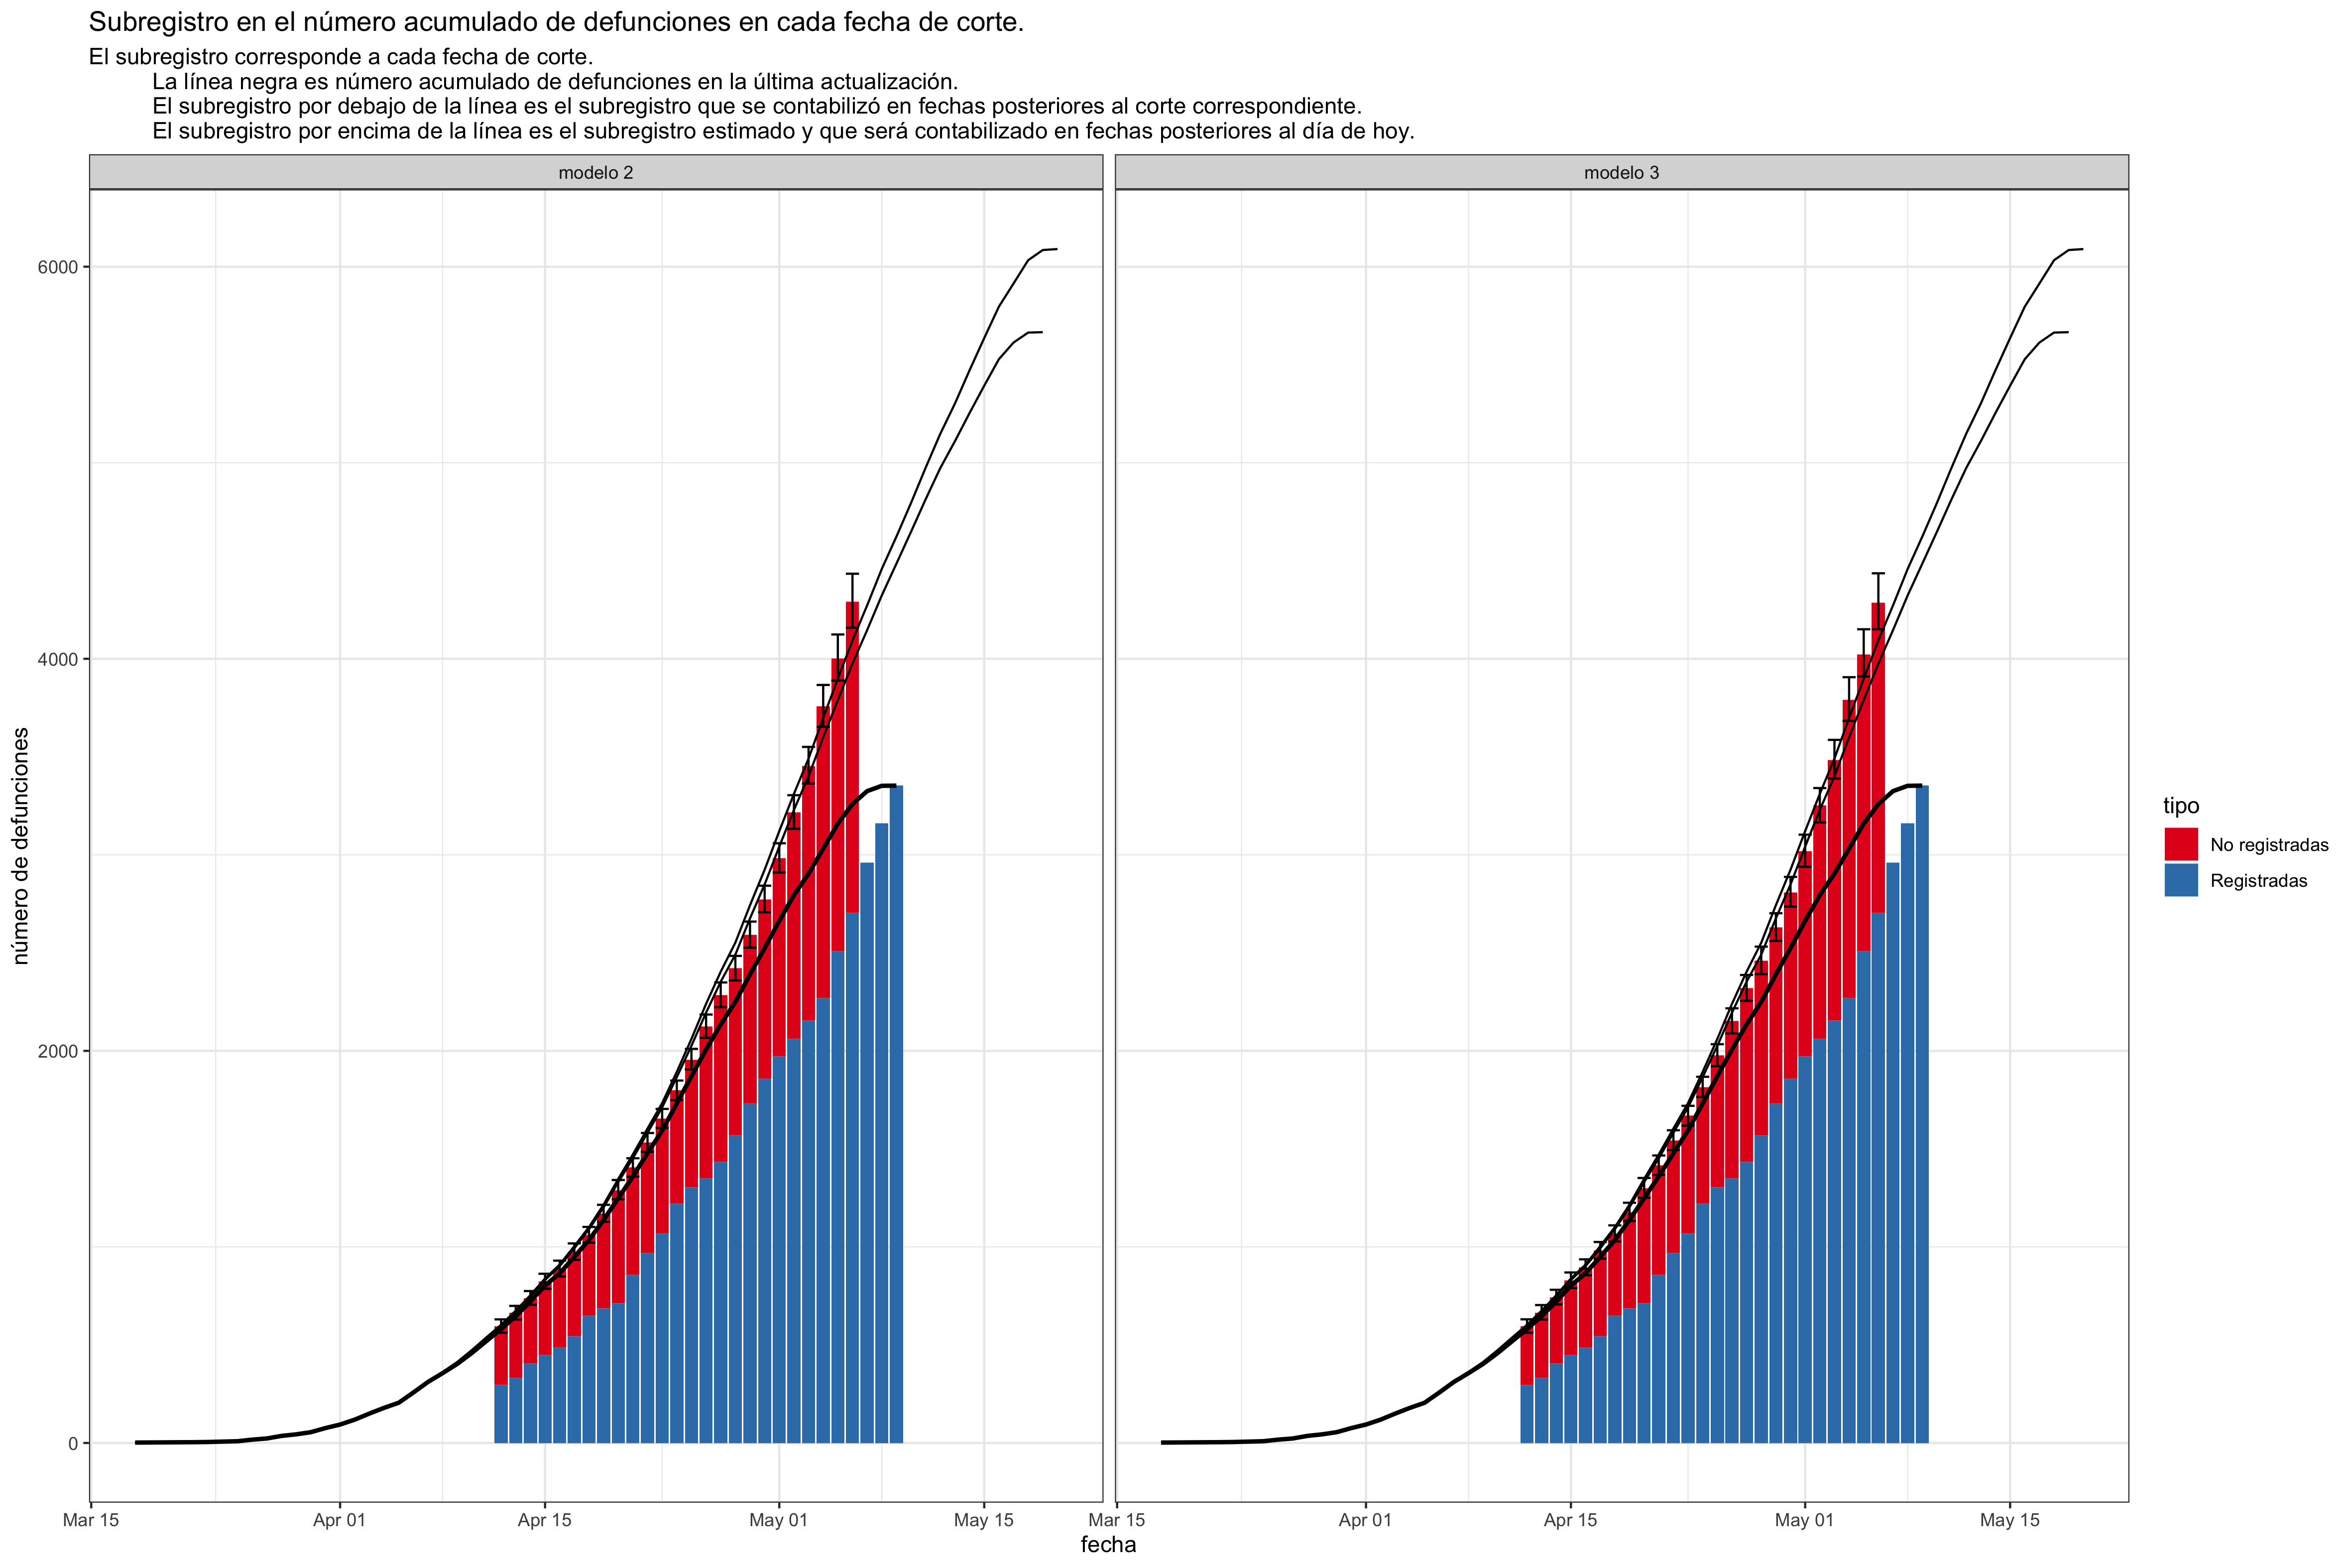 Subregistro en el número acumulado de defunciones en cada fecha de corte.
El subregistro corresponde a cada fecha de corte.
La línea negra es número acumulado de defunciones en la última actualización.
El subregistro por debajo de la línea es el subregistro que se contabilizó en fechas posteriores al corte correspondiente.
El subregistro por encima de la línea es el subregistro estimado y que será contabilizado en fechas posteriores al día de hoy.
modelo 2
modelo 3
6000
4000
2000
0
número de defunciones
Mar 15
Apr 01
Apr 15
May 01
May 15
Mar 15
Apr 01
Apr 15
May 01
May 15
fecha
tipo
No registradas
Registradas